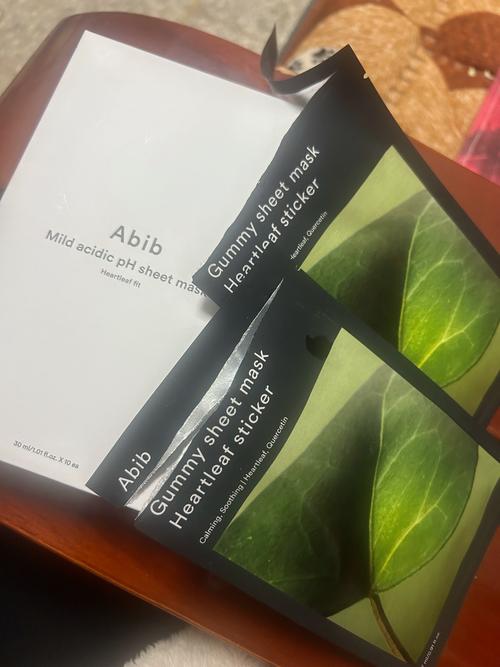 Abib
Mild acidic pH sheet mask
Heartleaf fit
30 ml/1.01 fl.oz. X 10 ea
Gummy sheet mask
Heartleaf sticker
Heartleaf, Quercetin
Abib
Gummy sheet mask
Heartleaf sticker
Calming, Soothing | Heartleaf, Quercetin